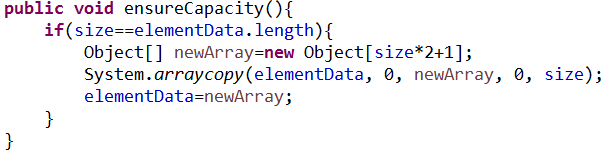 public void ensureCapacity(){
    if(size==elementData.length){
        Object[] newArray=new Object[size*2+1];
        System.arraycopy(elementData, 0, newArray, 0, size);
        elementData=newArray;
    }
}